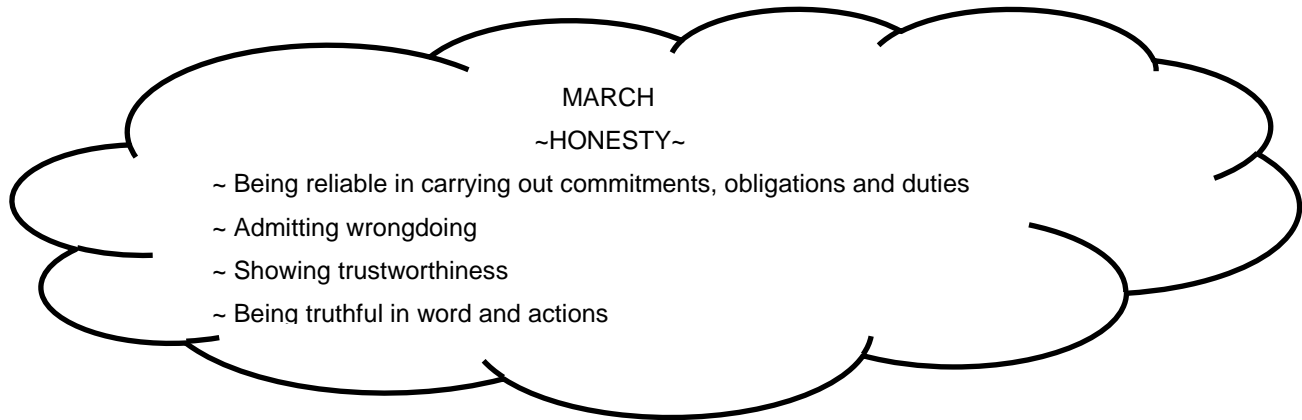 MARCH
~HONESTY~
~ Being reliable in carrying out commitments, obligations and duties
~ Admitting wrongdoing
~ Showing trustworthiness
~ Being truthful in word and actions